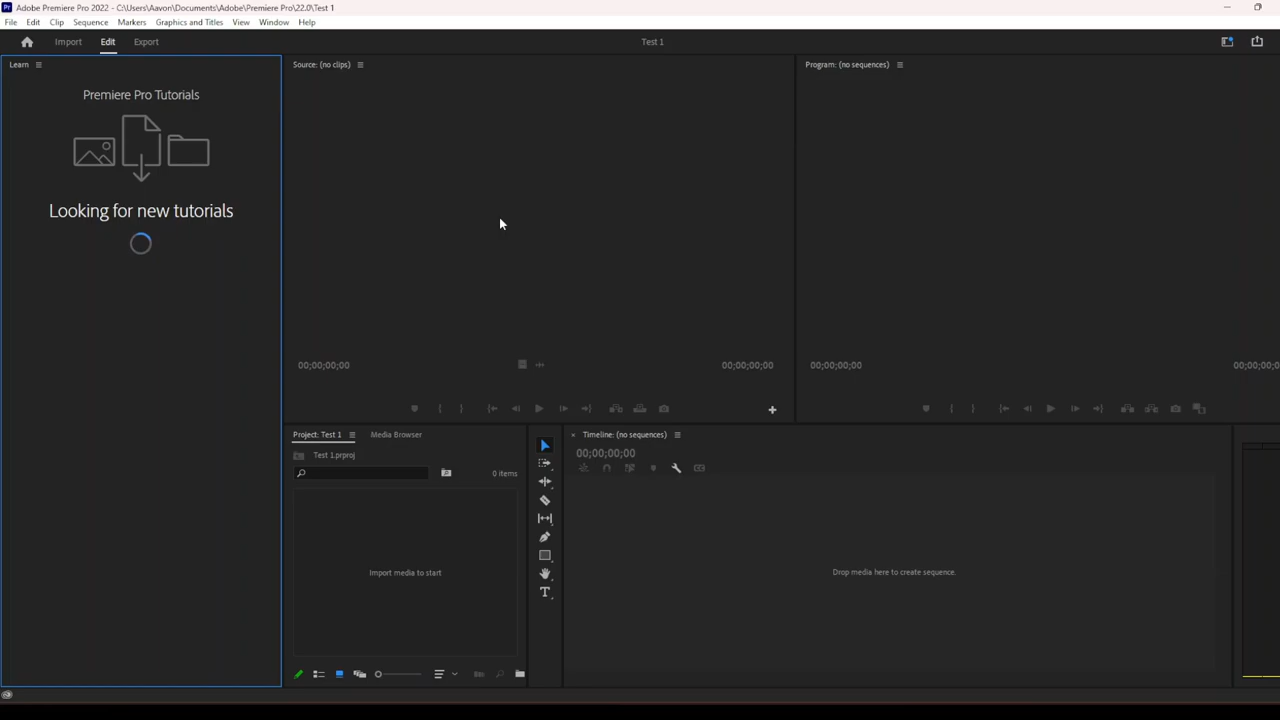 Pr Adobe Premiere Pro 2022 - C:\Users\Aavon\Documents\Adobe\Premiere Pro\22.0\Test 1
File Edit Clip Sequence Markers Graphics and Titles View Window Help
Import Edit Export Test 1
Learn
Premiere Pro Tutorials
Looking for new tutorials
Source: (no clips)
00;00;00;00 00;00;00;00
Program: (no sequences)
00;00;00;00 00;00;00;0
Project: Test 1 Media Browser
Test 1.prproj
0 items
Import media to start
Timeline: (no sequences)
00;00;00;00
Drop media here to create sequence.